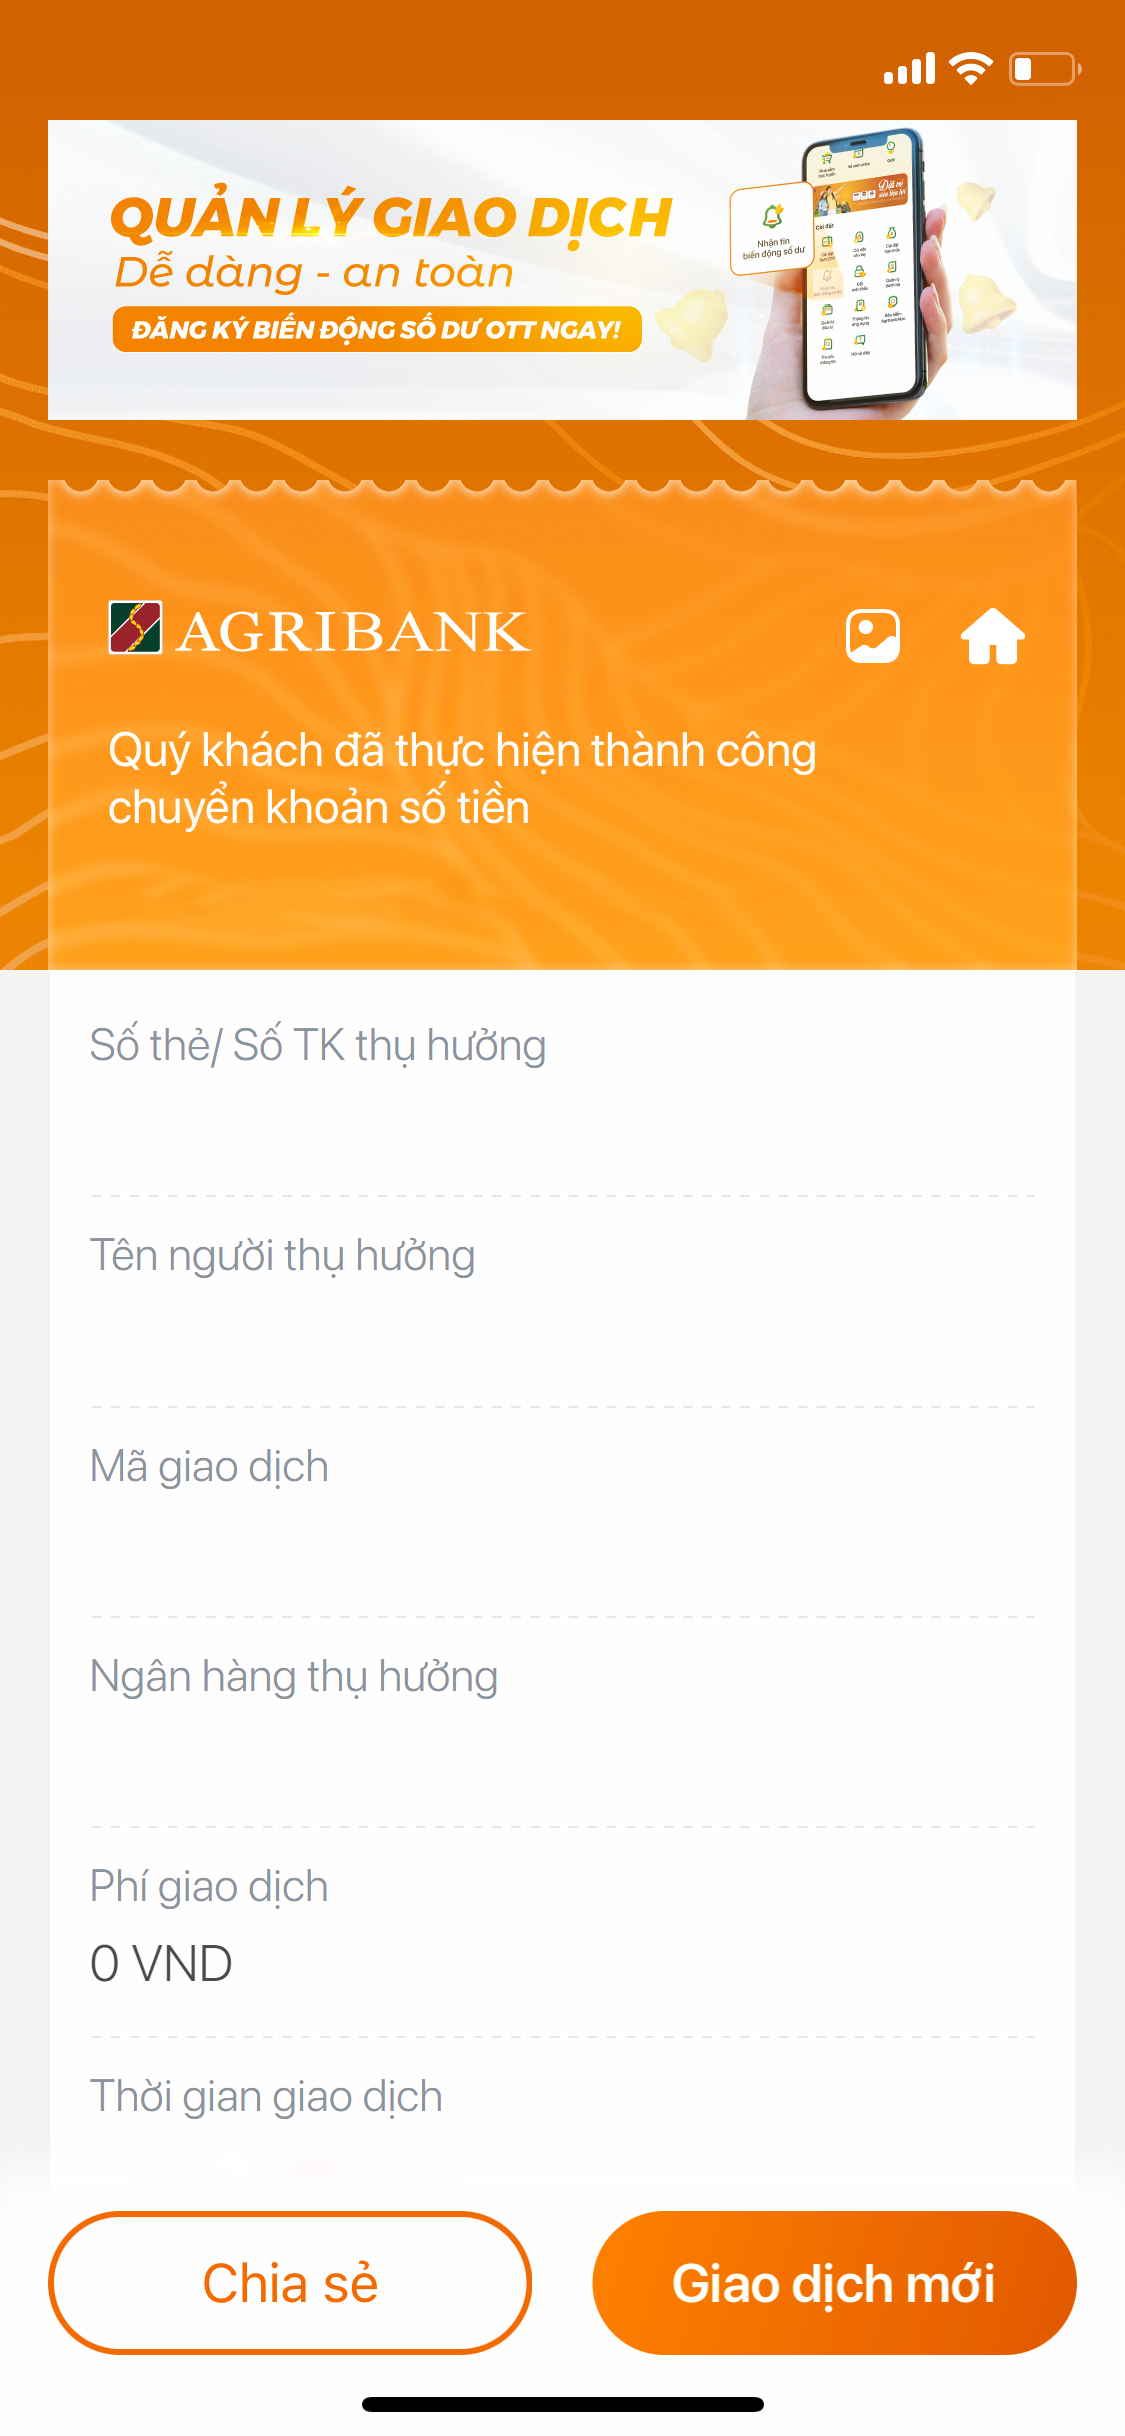 QUẢN LÝ GIAO DỊCH
Dễ dàng - an toàn
ĐĂNG KÝ BIẾN ĐỘNG SỐ DƯ OTT NGAY!
Nhận tin
biến động số dư
Cài đặt
AGRIBANK
Quý khách đã thực hiện thành công
chuyển khoản số tiền
Số thẻ/ Số TK thụ hưởng
Tên người thụ hưởng
Mã giao dịch
Ngân hàng thụ hưởng
Phí giao dịch
0 VND
Thời gian giao dịch
Chia sẻ
Giao dịch mới